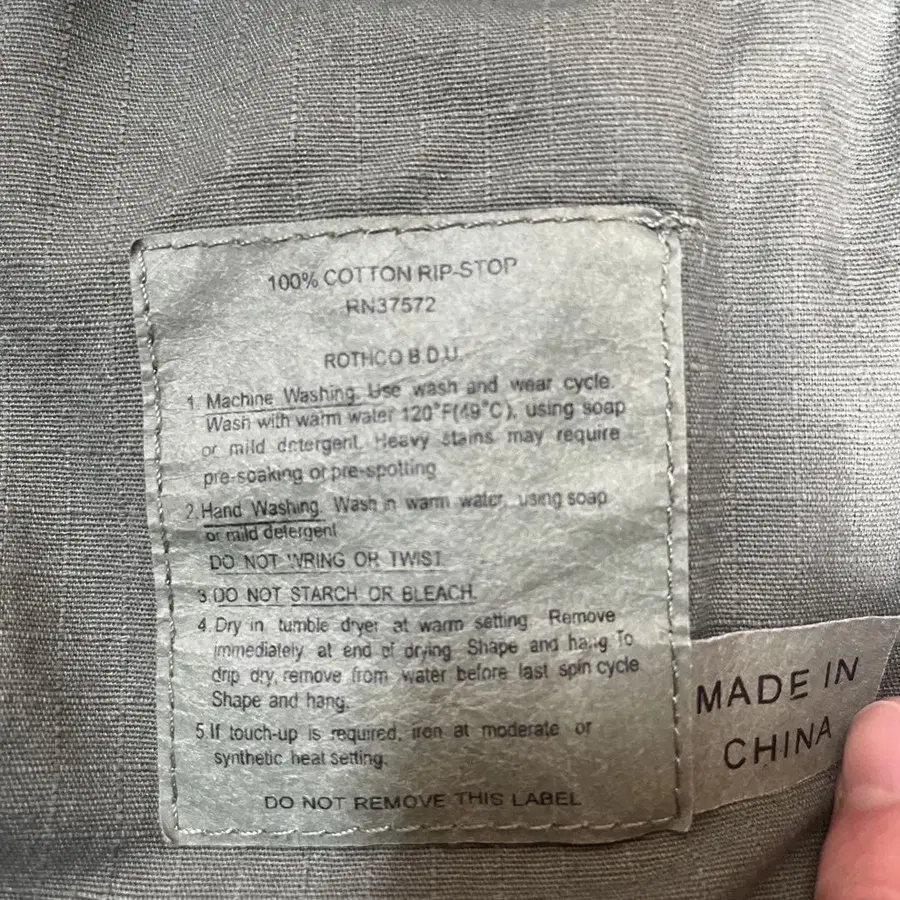 100% COTTON RIP-STOP
RN37572
ROTHCO B.D.U.
1. Machine Washing. Use wash and wear cycle.
Wash with warm water 120°F(49°C), using soap
or mild detergent. Heavy stains may require
pre-soaking or pre-spotting
2. Hand Washing. Wash in warm water, using soap
or mild detergent
DO NOT WRING OR TWIST
3. DO NOT STARCH OR BLEACH.
4. Dry in tumble dryer at warm setting. Remove
immediately at end of drying. Shape and hang To
drip dry, remove from water before last spin cycle
Shape and hang.
5. If touch-up is required, iron at moderate or
synthetic heat setting.
DO NOT REMOVE THIS LABEL
MADE IN
CHINA